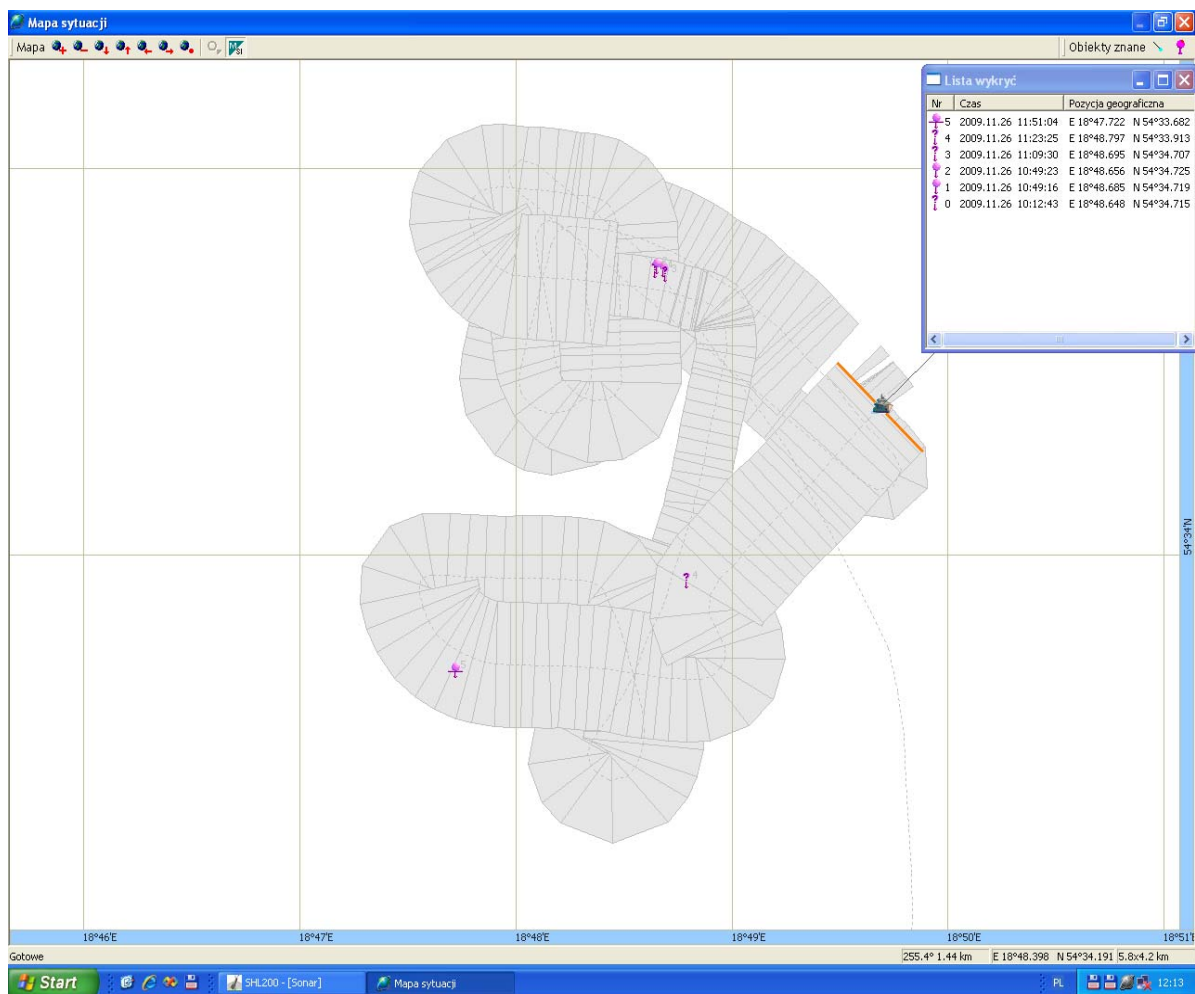 Mapa sytuacji
Mapa
MSI
Obiekty znane
Lista wykryć
Nr Czas Pozycja geograficzna
5 2009.11.26 11:51:04 E 18°47.722 N 54°33.682
4 2009.11.26 11:23:25 E 18°48.797 N 54°33.913
3 2009.11.26 11:09:30 E 18°48.695 N 54°34.707
2 2009.11.26 10:49:23 E 18°48.656 N 54°34.725
1 2009.11.26 10:49:16 E 18°48.685 N 54°34.719
0 2009.11.26 10:12:43 E 18°48.648 N 54°34.715
54°34'N
4
5
18°46'E 18°47'E 18°48'E 18°49'E 18°50'E 18°51'E
Gotowe
255.4° 1.44 km E 18°48.398 N 54°34.191 5.8x4.2 km
Start
SHL200 - [Sonar]
Mapa sytuacji
PL
12:13